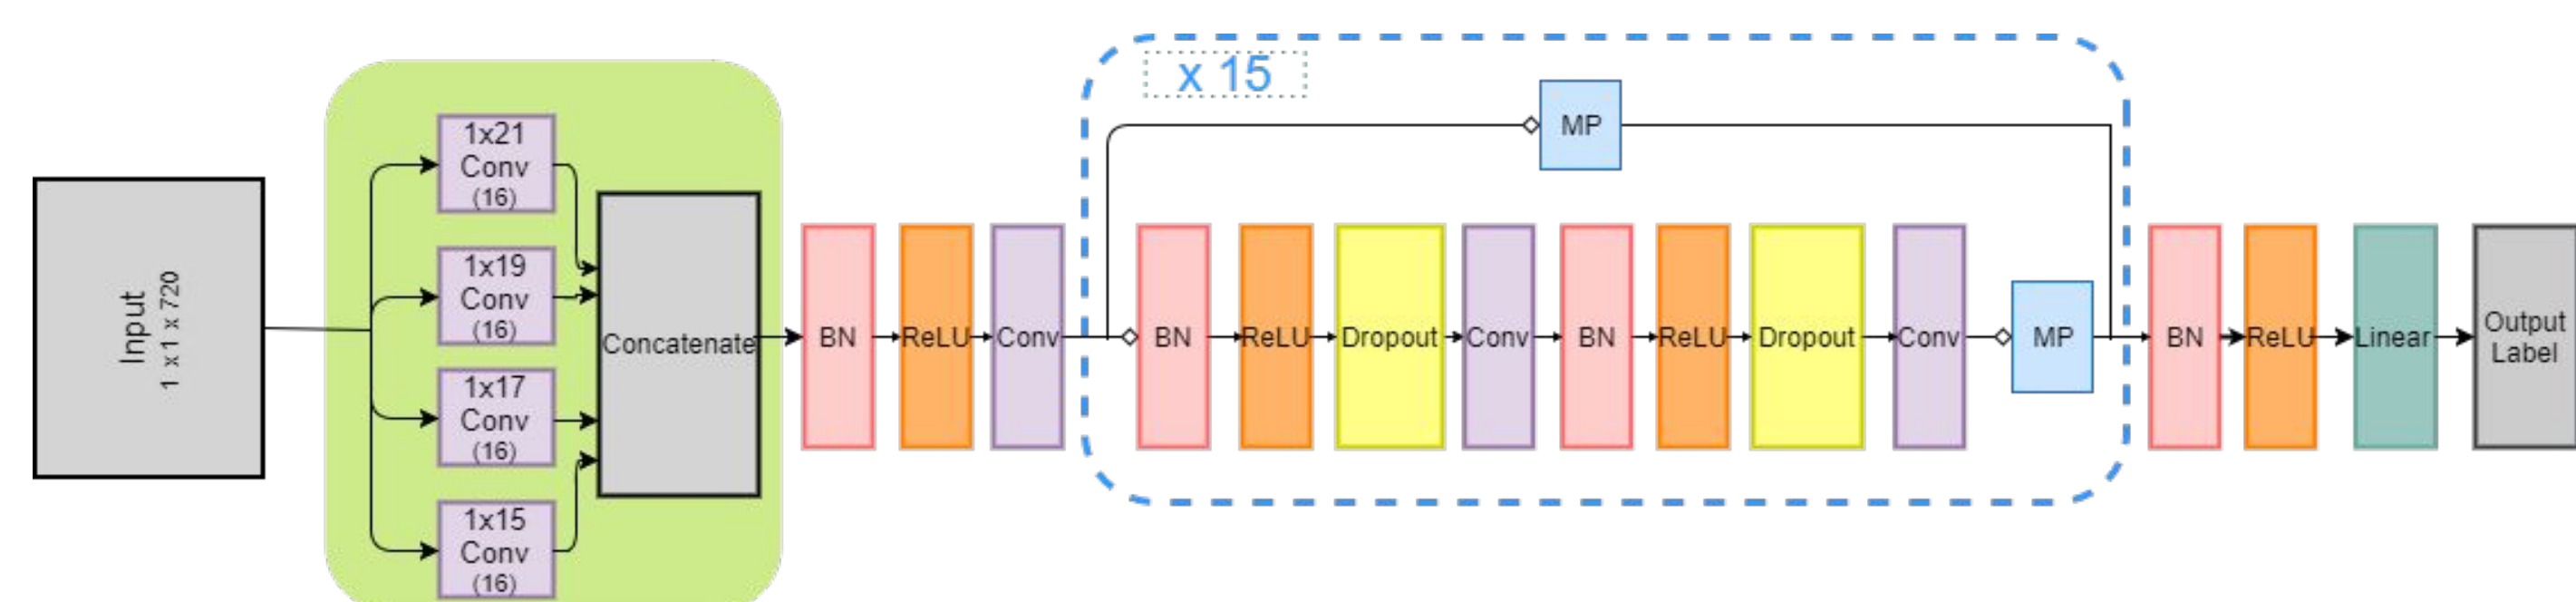 Input
1 x 1 x 720
1x21
Conv
(16)
1x19
Conv
(16)
1x17
Conv
(16)
1x15
Conv
(16)
Concatenate
BN
ReLU
Conv
x 15
MP
BN
ReLU
Dropout
Conv
BN
ReLU
Dropout
Conv
MP
BN
ReLU
Linear
Output
Label